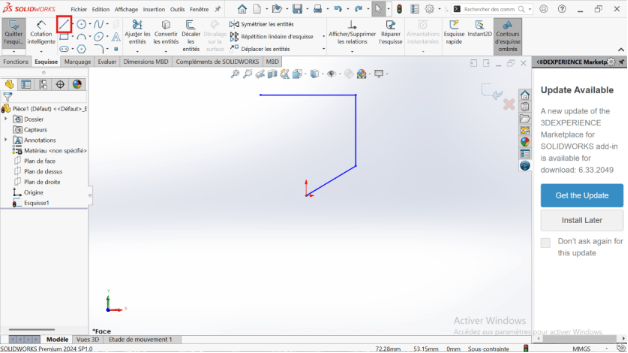 SOLIDWORKS
Fichier Edition Affichage Insertion Outils Fenêtre
Rechercher des comman
Quitter l'esqui...
Cotation intelligente
Ajuger les entités
Convertir les entités
Décaler les entités
Décalage sur la surface
Symétriser les entités
Répétition linéaire d'esquisse
Déplacer les entités
Afficher/Supprimer les relations
Réparer l'esquisse
Alimentations instantanées
Esquisse rapide
Instant2D
Contours d'esquisse ombrée
Fonctions Esquisse Marquage Evaluer Dimensions MBD Compléments de SOLIDWORKS MBD
3DEXPERIENCE Marketpla
Pièce1 (Défaut) <<Défaut>_E
Dossier
Capteurs
Annotations
Matériau <non spécifié>
Plan de face
Plan de dessus
Plan de droite
Origine
Esquisse1
Update Available
A new update of the
3DEXPERIENCE
Marketplace for
SOLIDWORKS add-in
is available for
download: 6.33.2049
Get the Update
Install Later
Don't ask again for
this update
*Face
Activer Windows
Accédez aux paramètres pour activer Windows.
Modèle Vues 3D Etude de mouvement 1
SOLIDWORKS Premium 2024 SP1.0
72.28mm 53.15mm 0mm Sous-contrainte MMGS